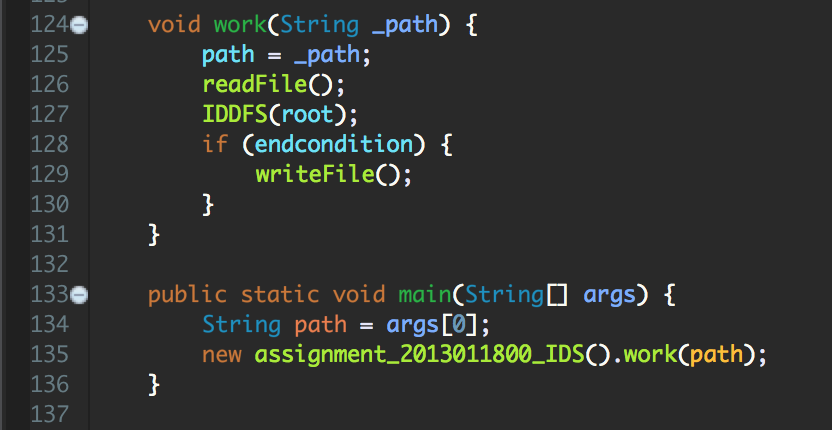 124 void work(String _path) {
125 path = _path;
126 readFile();
127 IDDFS(root);
128 if (endcondition) {
129 writeFile();
130 }
131 }
132
133 public static void main(String[] args) {
134 String path = args[0];
135 new assignment_2013011800_IDS().work(path);
136 }
137